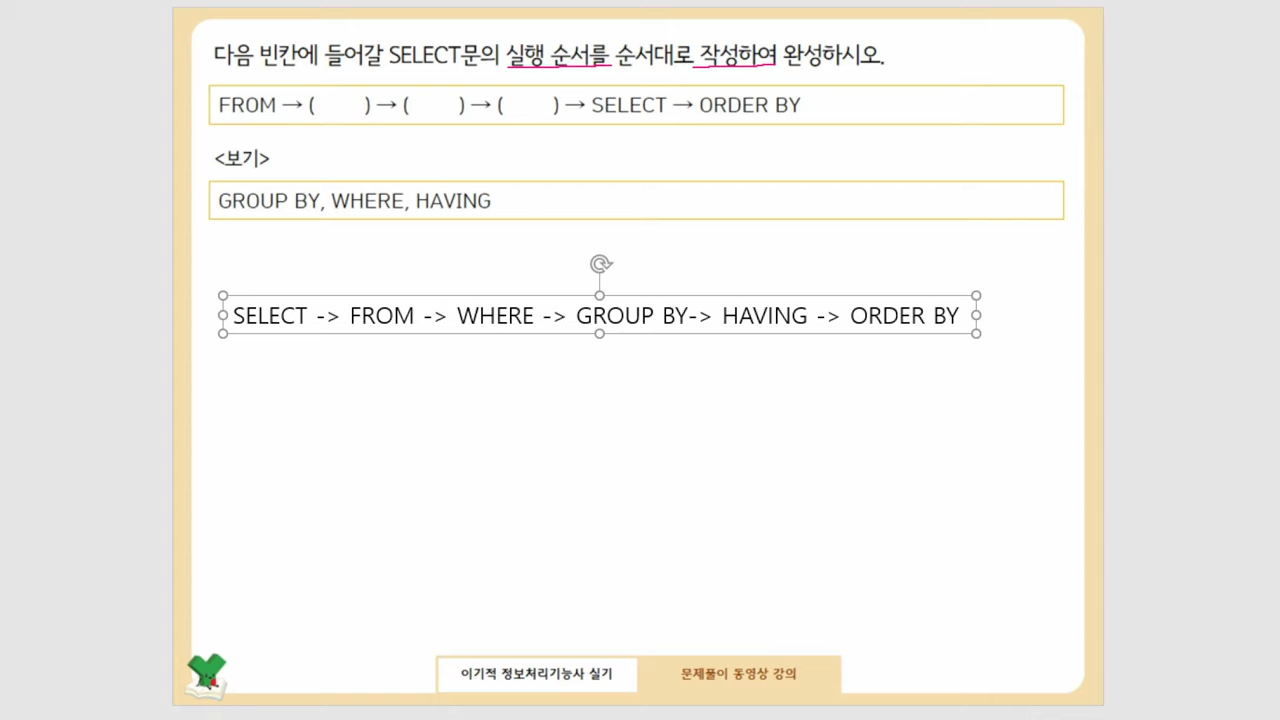 다음 빈칸에 들어갈 SELECT문의 실행 순서를 순서대로 작성하여 완성하시오.
FROM → (     ) → (     ) → (     ) → SELECT → ORDER BY
<보기>
GROUP BY, WHERE, HAVING
SELECT -> FROM -> WHERE -> GROUP BY-> HAVING -> ORDER BY
이기적 정보처리기능사 실기
문제풀이 동영상 강의